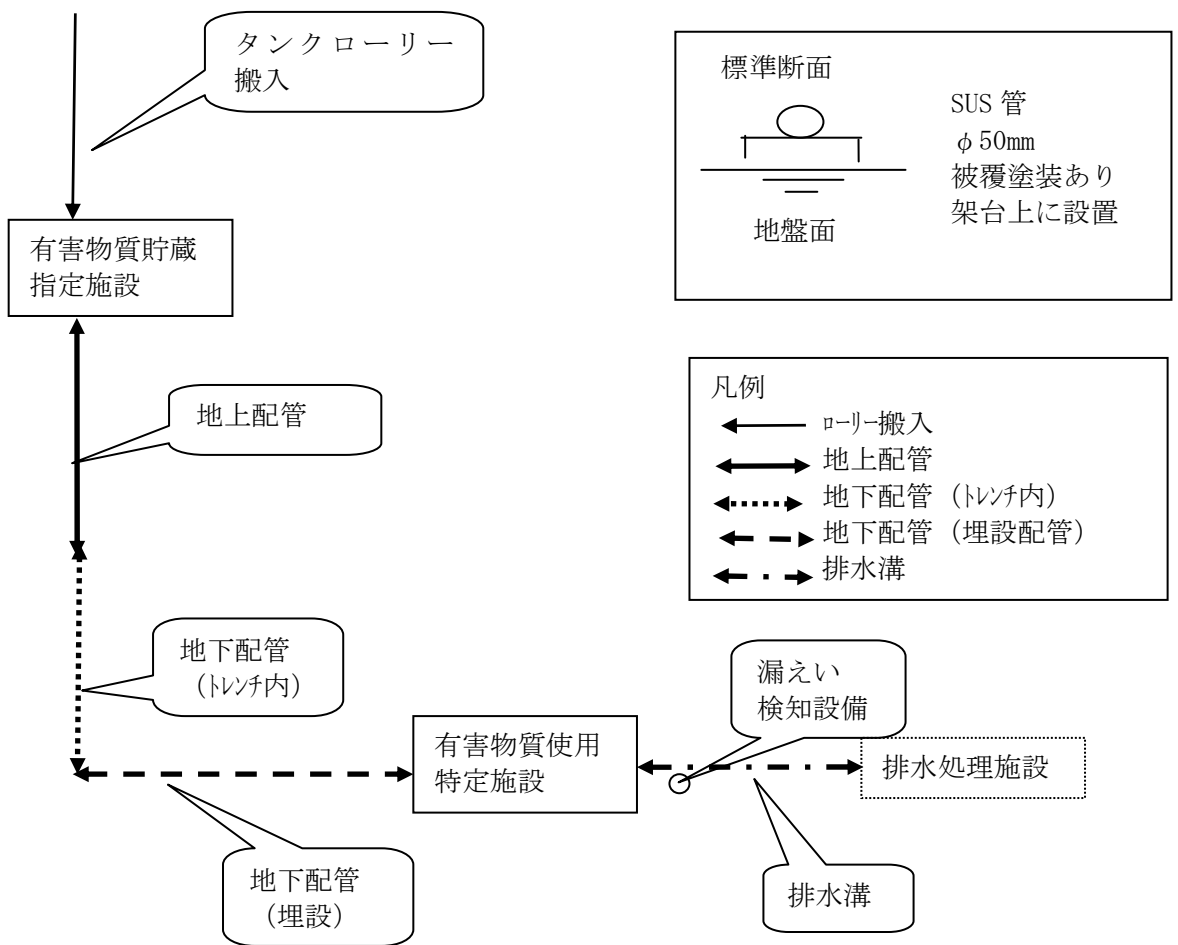 タンクローリー
搬入
標準断面
SUS 管
φ50mm
被覆塗装あり
架台上に設置
地盤面
有害物質貯蔵
指定施設
地上配管
凡例
ﾛｰﾘｰ搬入
地上配管
地下配管（ﾄﾚﾝﾁ内）
地下配管（埋設配管）
排水溝
地下配管
（ﾄﾚﾝﾁ内）
漏えい
検知設備
有害物質使用
特定施設
排水処理施設
地下配管
（埋設）
排水溝